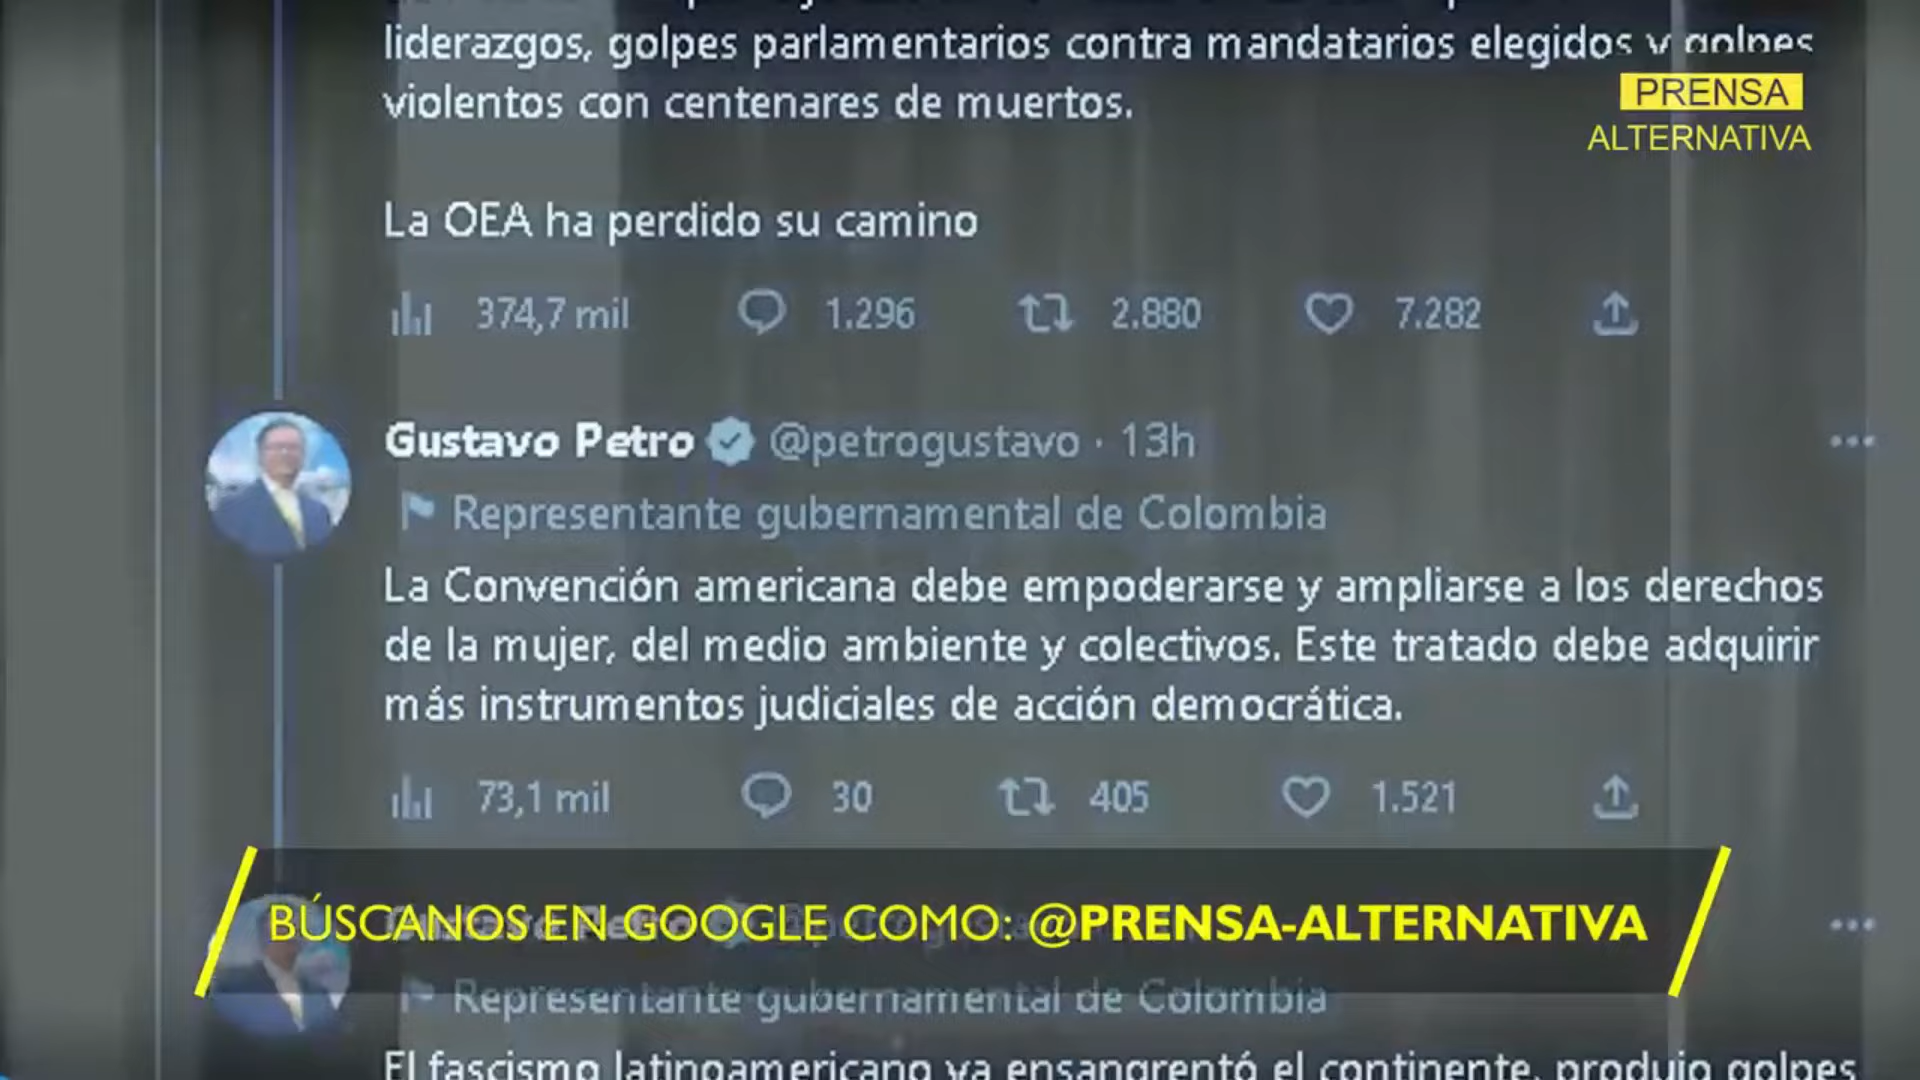 liderazgos, golpes parlamentarios contra mandatarios elegidos y golpes
violentos con centenares de muertos.
PRENSA
ALTERNATIVA
La OEA ha perdido su camino
374,7 mil 1.296 2.880 7.282
Gustavo Petro @petrogustavo · 13h
Representante gubernamental de Colombia
La Convención americana debe empoderarse y ampliarse a los derechos
de la mujer, del medio ambiente y colectivos. Este tratado debe adquirir
más instrumentos judiciales de acción democrática.
73,1 mil 30 405 1.521
BÚSCANOS EN GOOGLE COMO: @PRENSA-ALTERNATIVA
Gustavo Petro
Representante gubernamental de Colombia
El fascismo latinoamericano ya ensangrentó el continente, produjo golpes